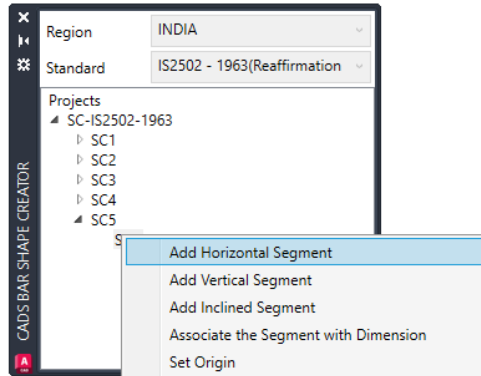 Region INDIA
Standard IS2502 - 1963(Reaffirmation
Projects
SC-IS2502-1963
SC1
SC2
SC3
SC4
SC5
Add Horizontal Segment
Add Vertical Segment
Add Inclined Segment
Associate the Segment with Dimension
Set Origin
CADS BAR SHAPE CREATOR